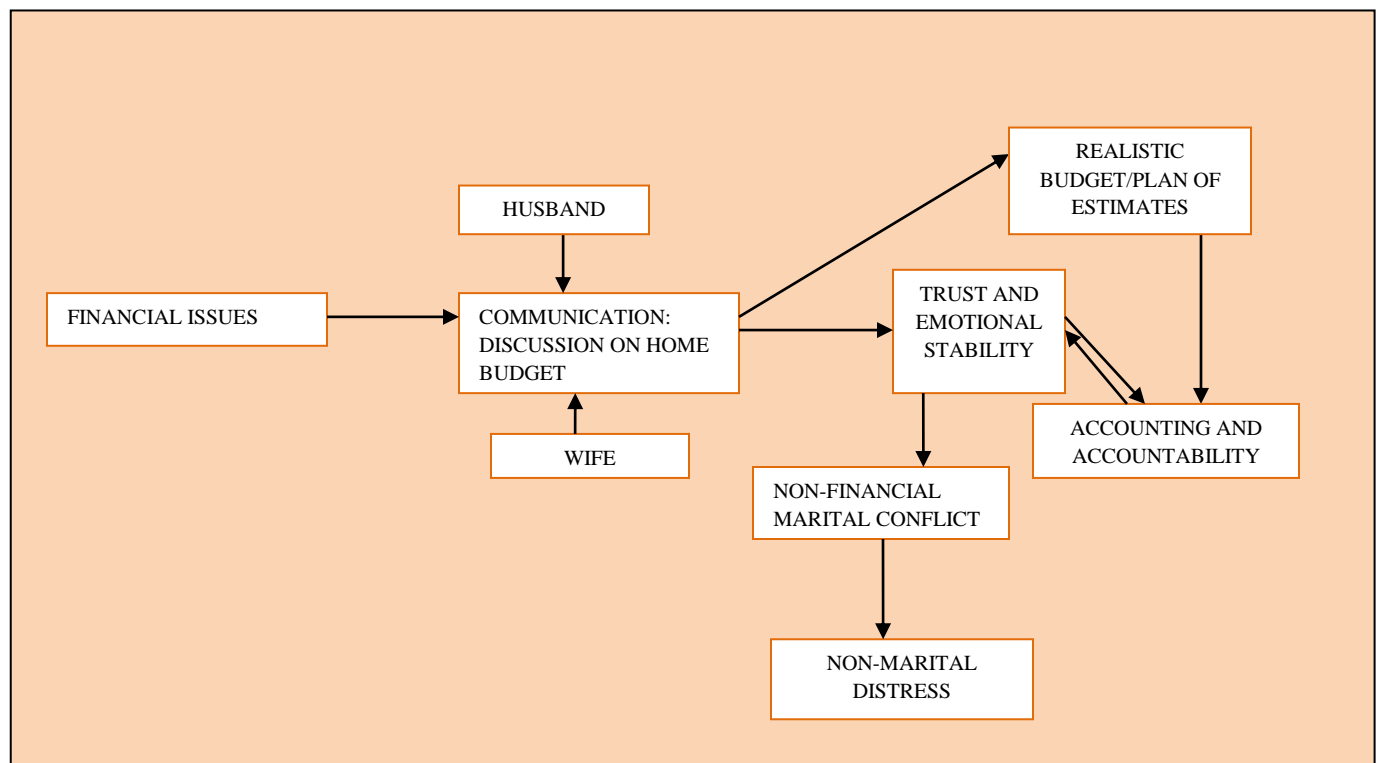 REALISTIC
BUDGET/PLAN OF
ESTIMATES
HUSBAND
FINANCIAL ISSUES
COMMUNICATION:
DISCUSSION ON HOME
BUDGET
TRUST AND
EMOTIONAL
STABILITY
WIFE
ACCOUNTING AND
ACCOUNTABILITY
NON-FINANCIAL
MARITAL CONFLICT
NON-MARITAL
DISTRESS